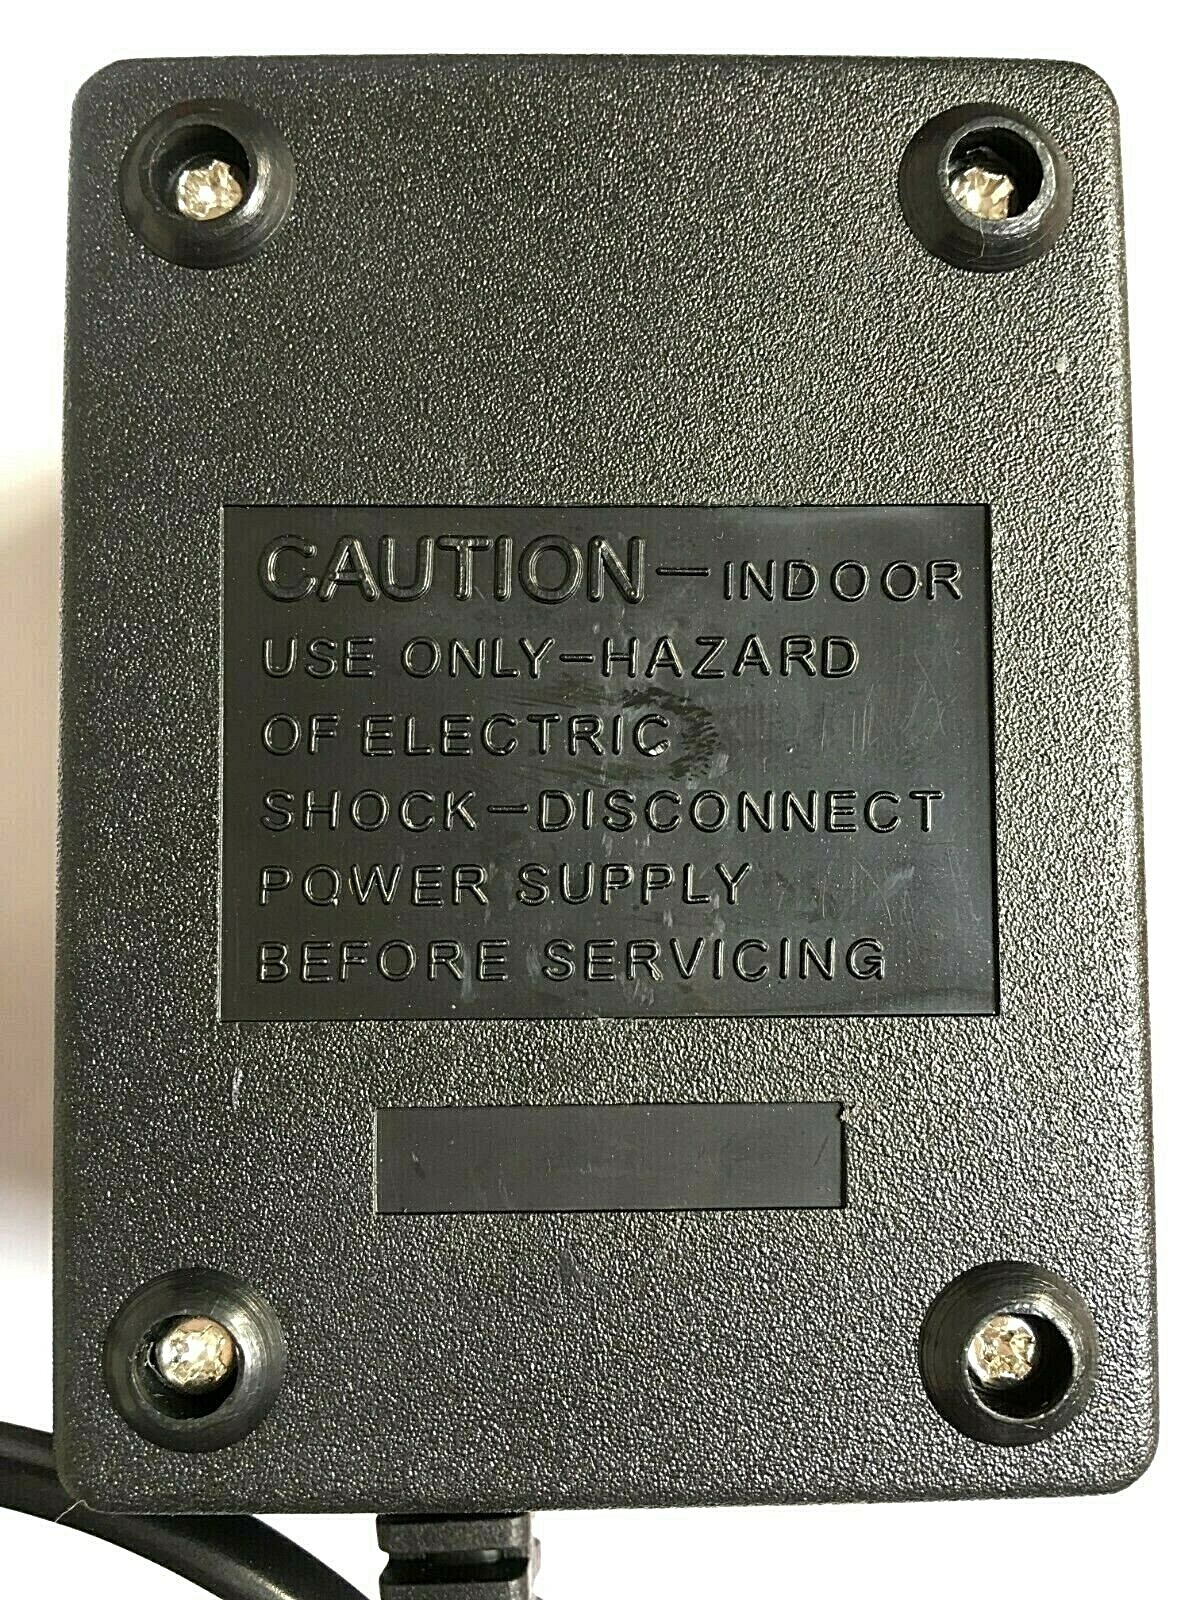 CAUTION-INDOOR
USE ONLY-HAZARD
OF ELECTRIC
SHOCK-DISCONNECT
POWER SUPPLY
BEFORE SERVICING